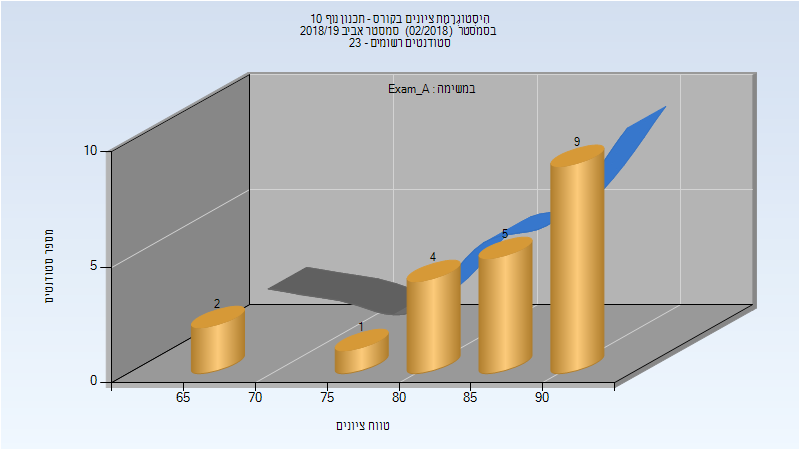 היסטוגרמת ציונים בקורס - תכנון נוף 10
בסמסטר (02/2018) סמסטר אביב 2018/19
סטודנטים רשומים - 23
במשימה : Exam_A
מספר סטודנטים
10
5
0
2
1
4
5
9
65
70
75
80
85
90
טווח ציונים